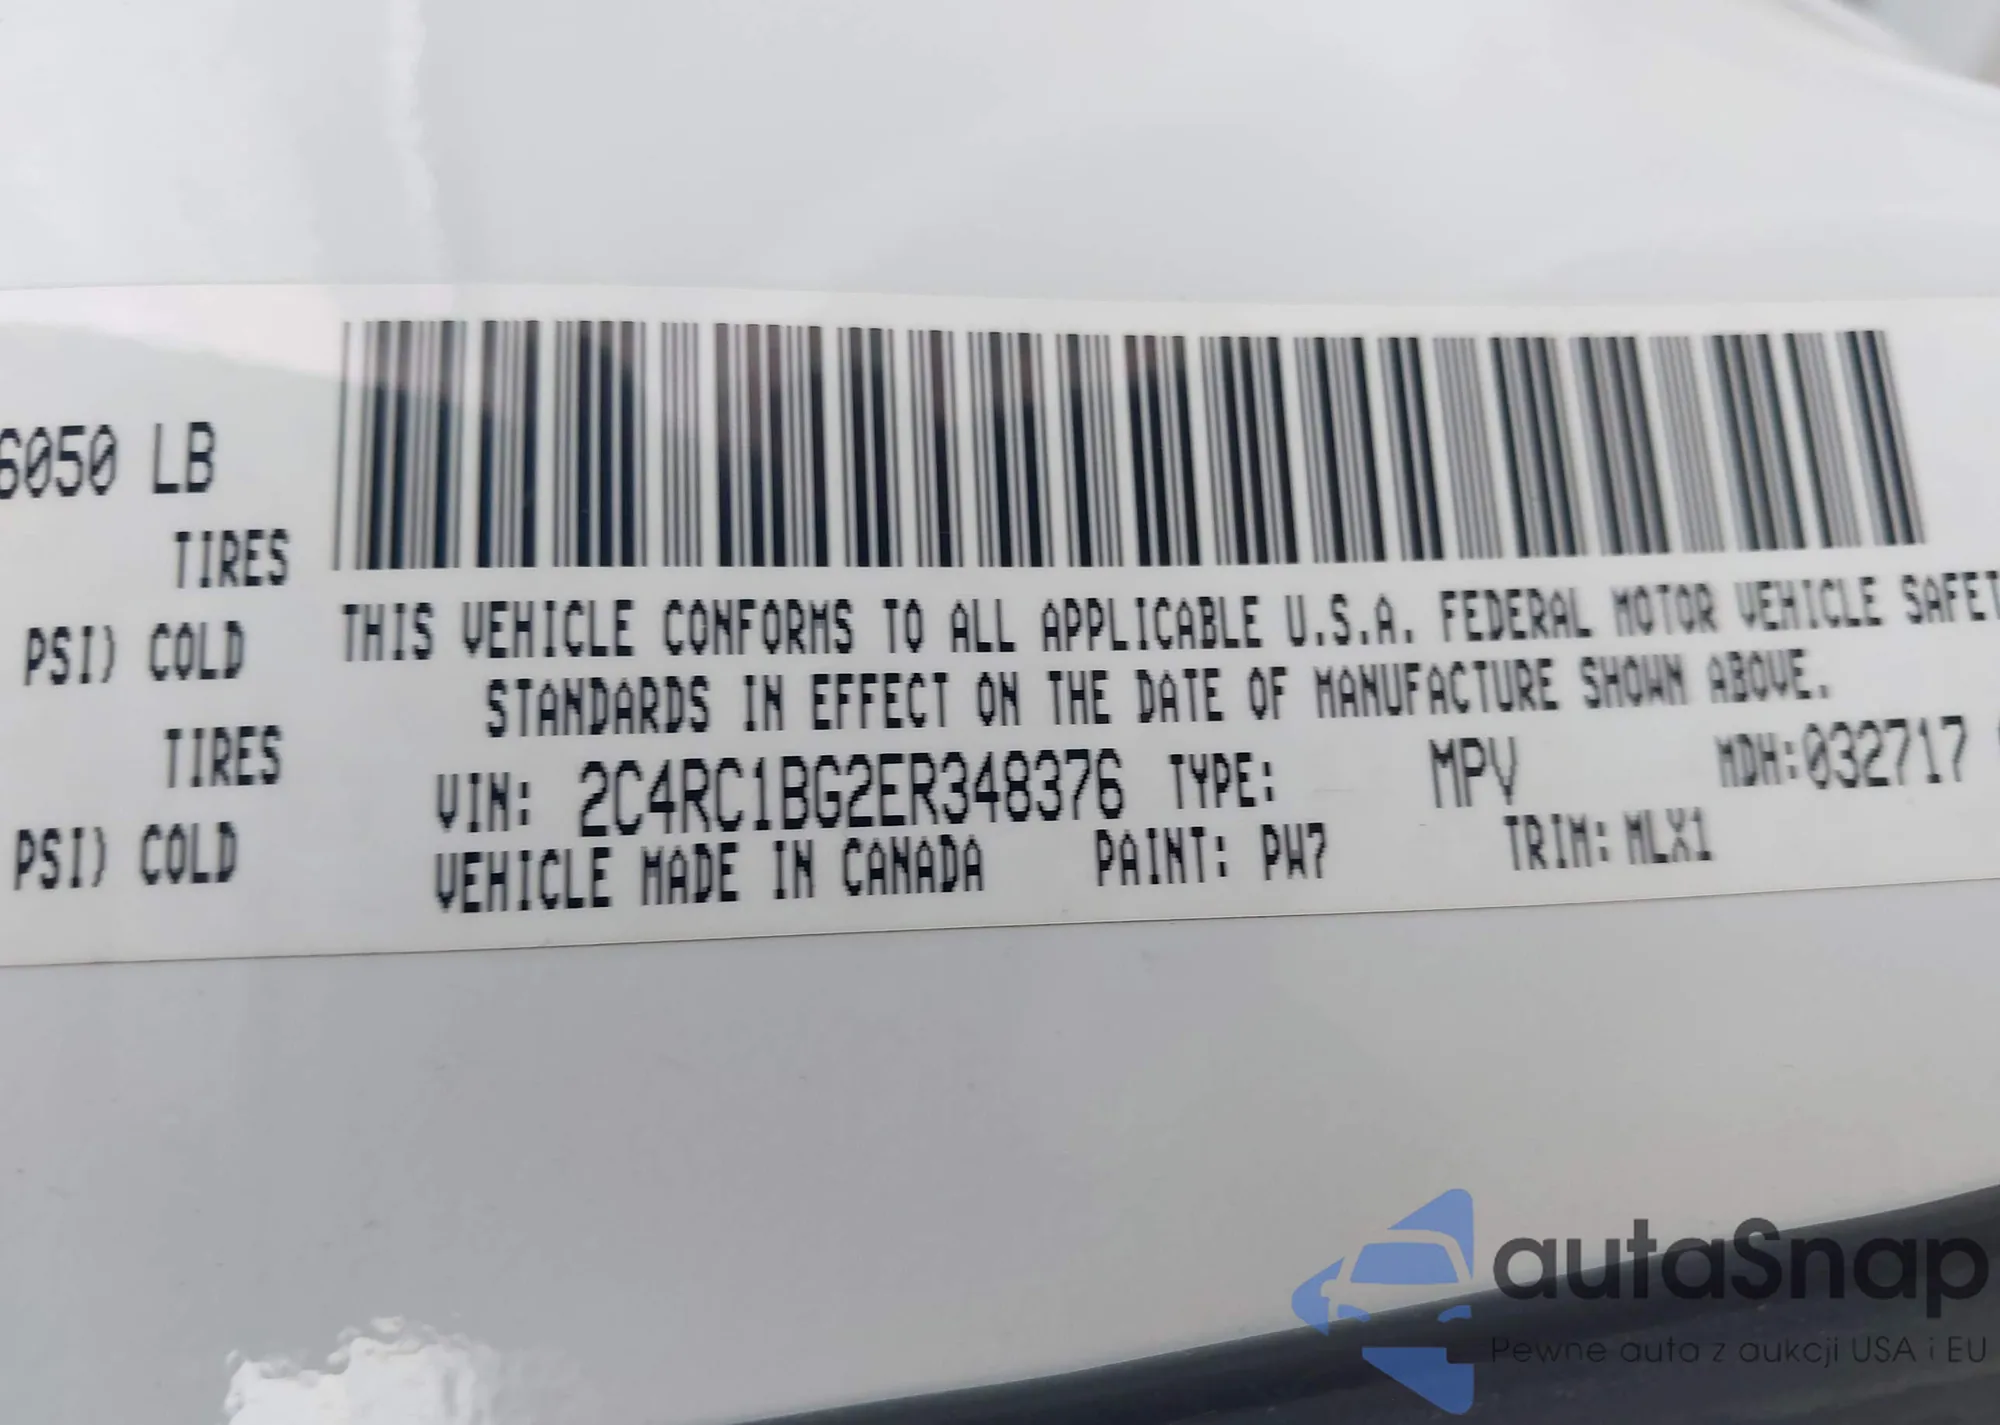 6050 LB
TIRES
PSI) COLD
TIRES
PSI) COLD
THIS VEHICLE CONFORMS TO ALL APPLICABLE U.S.A. FEDERAL MOTOR VEHICLE SAFET
STANDARDS IN EFFECT ON THE DATE OF MANUFACTURE SHOWN ABOVE.
VIN: 2C4RC1BG2ER348376 TYPE: MPV MDH:032717
VEHICLE MADE IN CANADA PAINT: PW7 TRIM: MLX1
autaSnap
Pewne auta z aukcji USA i EU